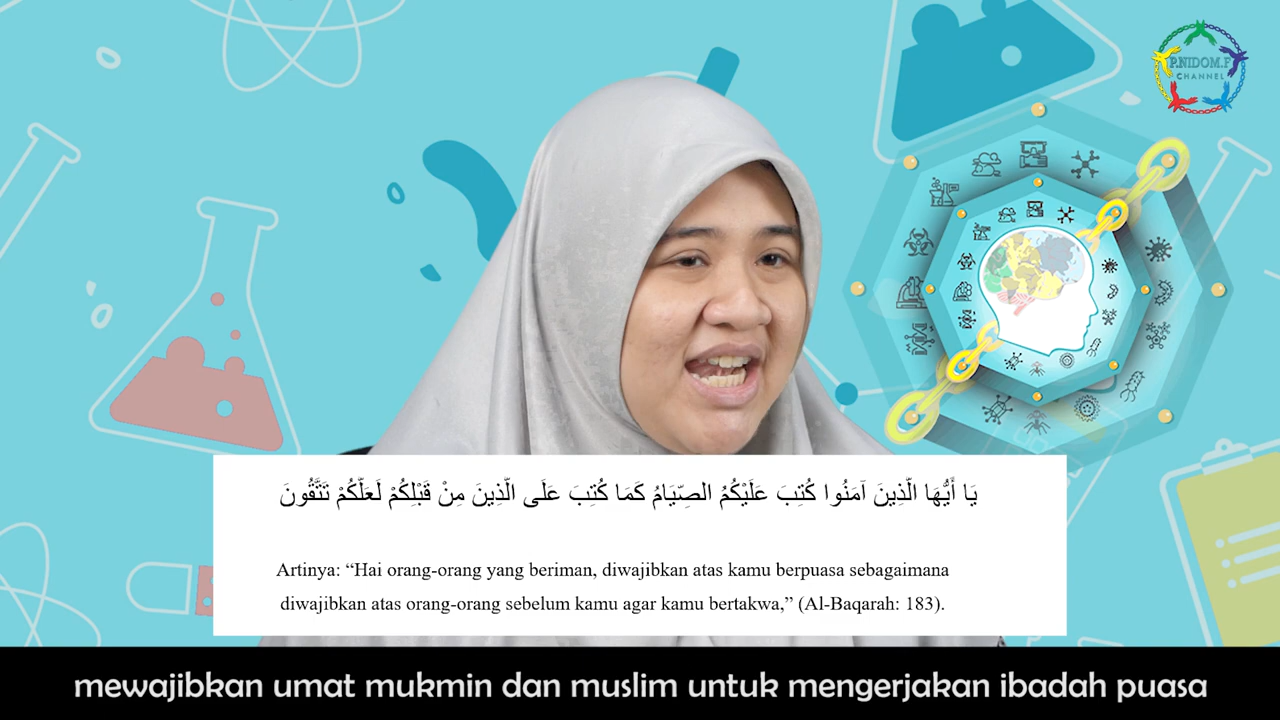 P.NIDOM.F
CHANNEL
يَا أَيُّهَا الَّذِينَ آمَنُوا كُتِبَ عَلَيْكُمُ الصِّيَامُ كَمَا كُتِبَ عَلَى الَّذِينَ مِنْ قَبْلِكُمْ لَعَلَّكُمْ تَتَّقُونَ
Artinya: “Hai orang-orang yang beriman, diwajibkan atas kamu berpuasa sebagaimana
diwajibkan atas orang-orang sebelum kamu agar kamu bertakwa,” (Al-Baqarah: 183).
mewajibkan umat mukmin dan muslim untuk mengerjakan ibadah puasa